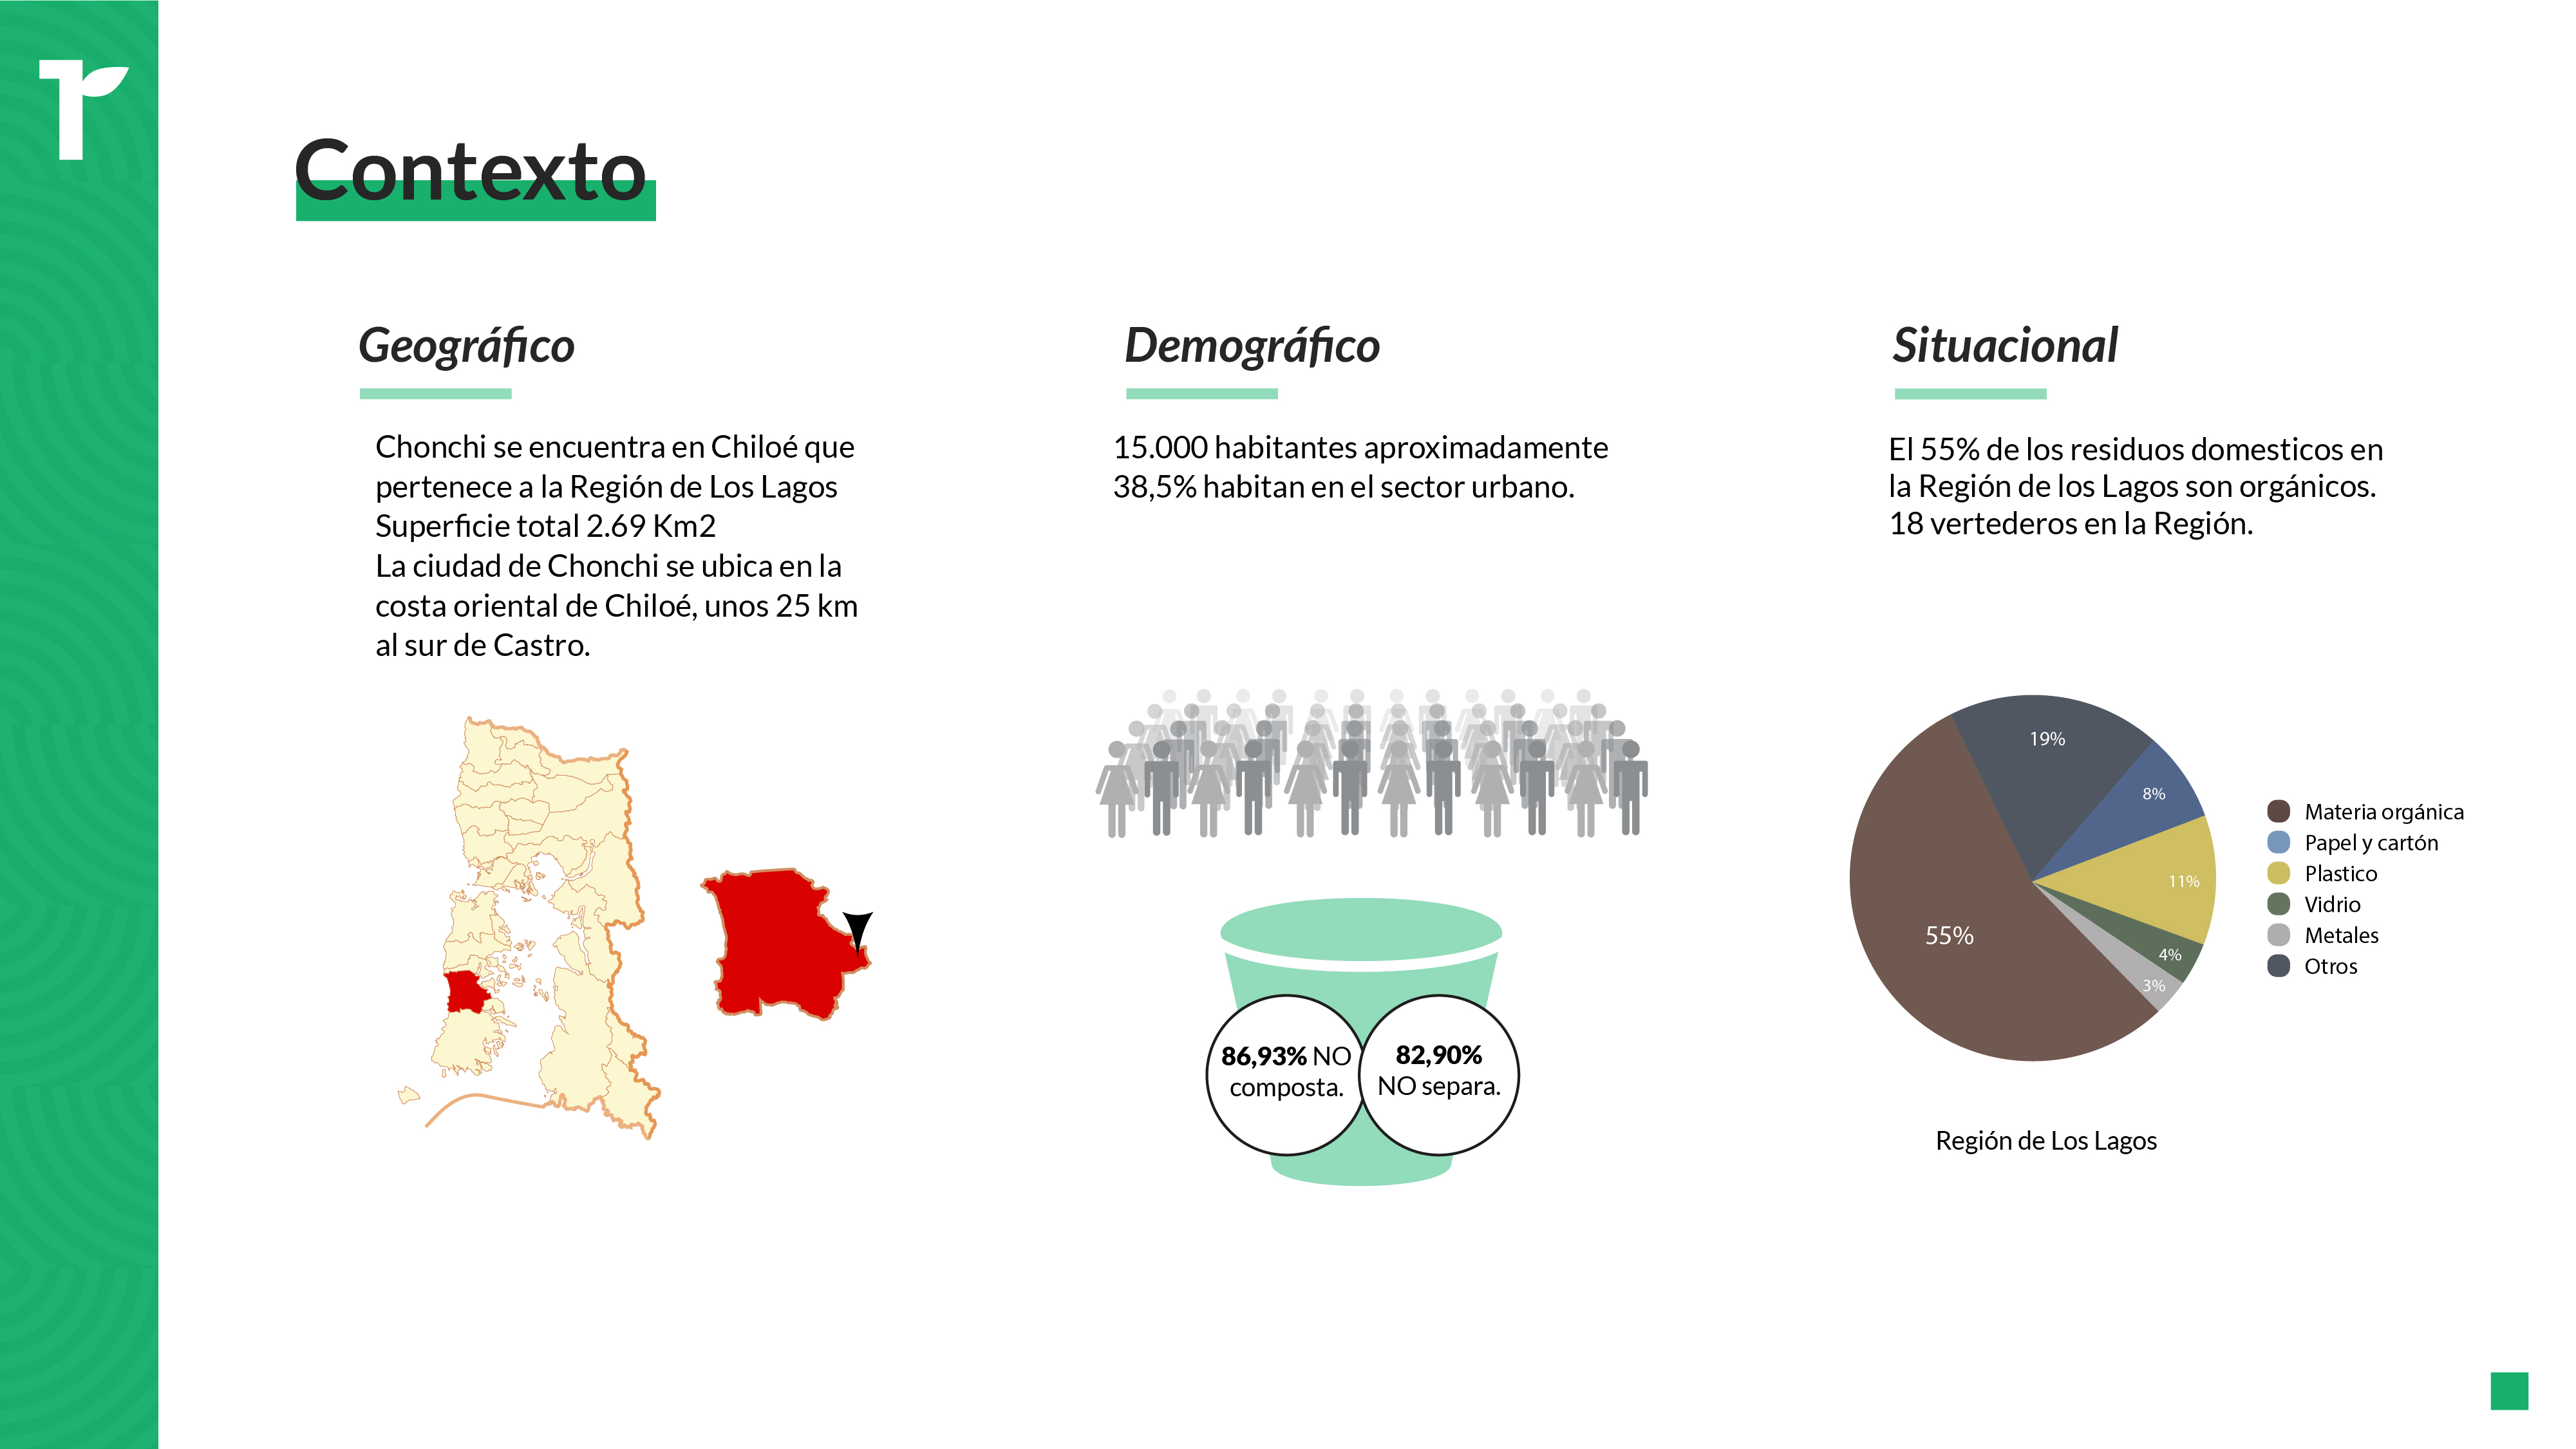 Contexto
Geográfico
Chonchi se encuentra en Chiloé que
pertenece a la Región de Los Lagos
Superficie total 2.69 Km2
La ciudad de Chonchi se ubica en la
costa oriental de Chiloé, unos 25 km
al sur de Castro.
Demográfico
15.000 habitantes aproximadamente
38,5% habitan en el sector urbano.
86,93% NO
composta.
82,90%
NO separa.
Situacional
El 55% de los residuos domesticos en
la Región de los Lagos son orgánicos.
18 vertederos en la Región.
19%
8%
11%
4%
3%
55%
Materia orgánica
Papel y cartón
Plastico
Vidrio
Metales
Otros
Región de Los Lagos